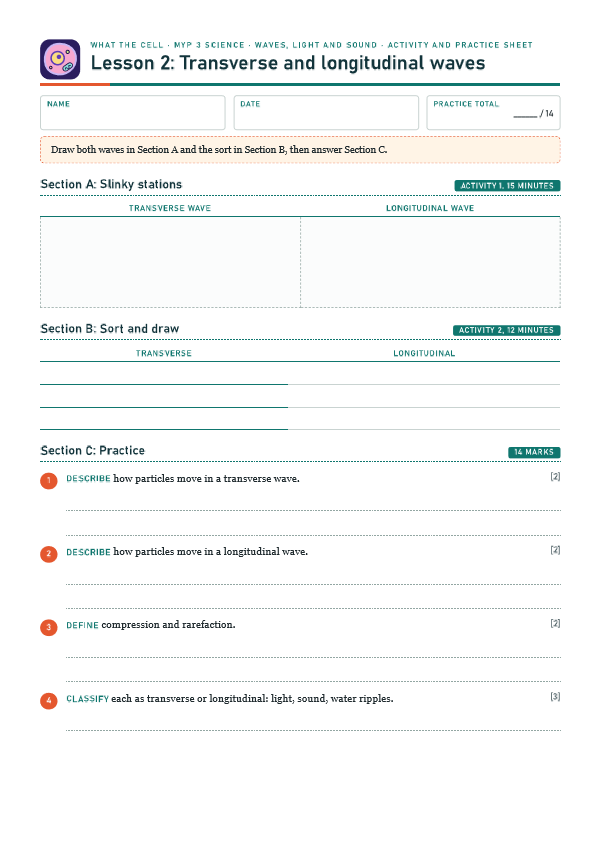 WHAT THE CELL · MYP 3 SCIENCE · WAVES, LIGHT AND SOUND · ACTIVITY AND PRACTICE SHEET
Lesson 2: Transverse and longitudinal waves
NAME
DATE
PRACTICE TOTAL
_____ / 14
Draw both waves in Section A and the sort in Section B, then answer Section C.
Section A: Slinky stations
ACTIVITY 1, 15 MINUTES
TRANSVERSE WAVE
LONGITUDINAL WAVE
Section B: Sort and draw
ACTIVITY 2, 12 MINUTES
TRANSVERSE
LONGITUDINAL
Section C: Practice
14 MARKS
1 DESCRIBE how particles move in a transverse wave. [2]
2 DESCRIBE how particles move in a longitudinal wave. [2]
3 DEFINE compression and rarefaction. [2]
4 CLASSIFY each as transverse or longitudinal: light, sound, water ripples. [3]